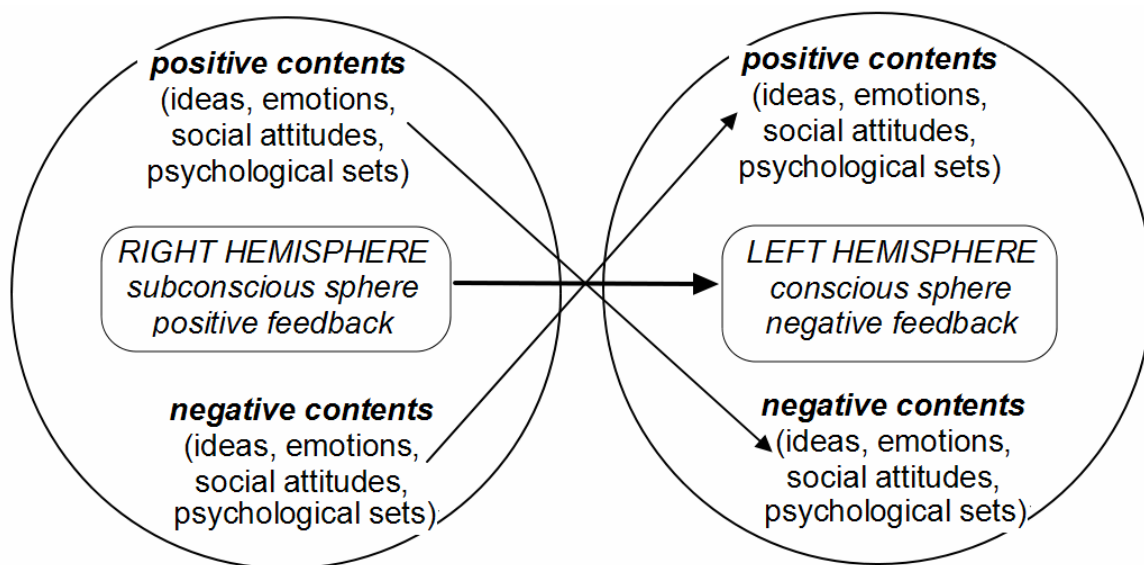 positive contents
(ideas, emotions,
social attitudes,
psychological sets)
RIGHT HEMISPHERE
subconscious sphere
positive feedback
negative contents
(ideas, emotions,
social attitudes,
psychological sets)
positive contents
(ideas, emotions,
social attitudes,
psychological sets)
LEFT HEMISPHERE
conscious sphere
negative feedback
negative contents
(ideas, emotions,
social attitudes,
psychological sets)